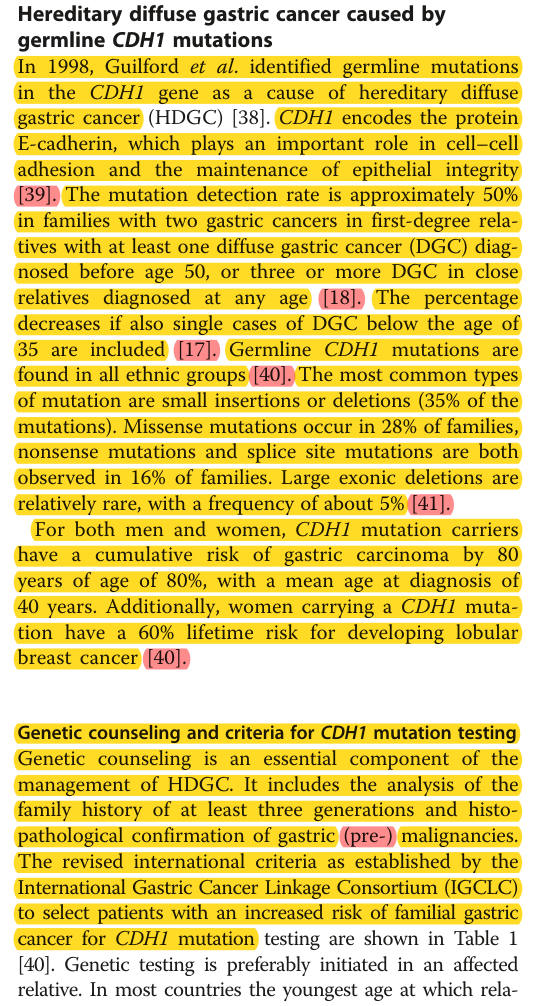 Hereditary diffuse gastric cancer caused by
germline CDH1 mutations
In 1998, Guilford et al. identified germline mutations
in the CDH1 gene as a cause of hereditary diffuse
gastric cancer (HDGC) [38]. CDH1 encodes the protein
E-cadherin, which plays an important role in cell–cell
adhesion and the maintenance of epithelial integrity
[39]. The mutation detection rate is approximately 50%
in families with two gastric cancers in first-degree rela-
tives with at least one diffuse gastric cancer (DGC) diag-
nosed before age 50, or three or more DGC in close
relatives diagnosed at any age [18]. The percentage
decreases if also single cases of DGC below the age of
35 are included [17]. Germline CDH1 mutations are
found in all ethnic groups [40]. The most common types
of mutation are small insertions or deletions (35% of the
mutations). Missense mutations occur in 28% of families,
nonsense mutations and splice site mutations are both
observed in 16% of families. Large exonic deletions are
relatively rare, with a frequency of about 5% [41].
For both men and women, CDH1 mutation carriers
have a cumulative risk of gastric carcinoma by 80
years of age of 80%, with a mean age at diagnosis of
40 years. Additionally, women carrying a CDH1 muta-
tion have a 60% lifetime risk for developing lobular
breast cancer [40].
Genetic counseling and criteria for CDH1 mutation testing
Genetic counseling is an essential component of the
management of HDGC. It includes the analysis of the
family history of at least three generations and histo-
pathological confirmation of gastric (pre-) malignancies.
The revised international criteria as established by the
International Gastric Cancer Linkage Consortium (IGCLC)
to select patients with an increased risk of familial gastric
cancer for CDH1 mutation testing are shown in Table 1
[40]. Genetic testing is preferably initiated in an affected
relative. In most countries the youngest age at which rela-